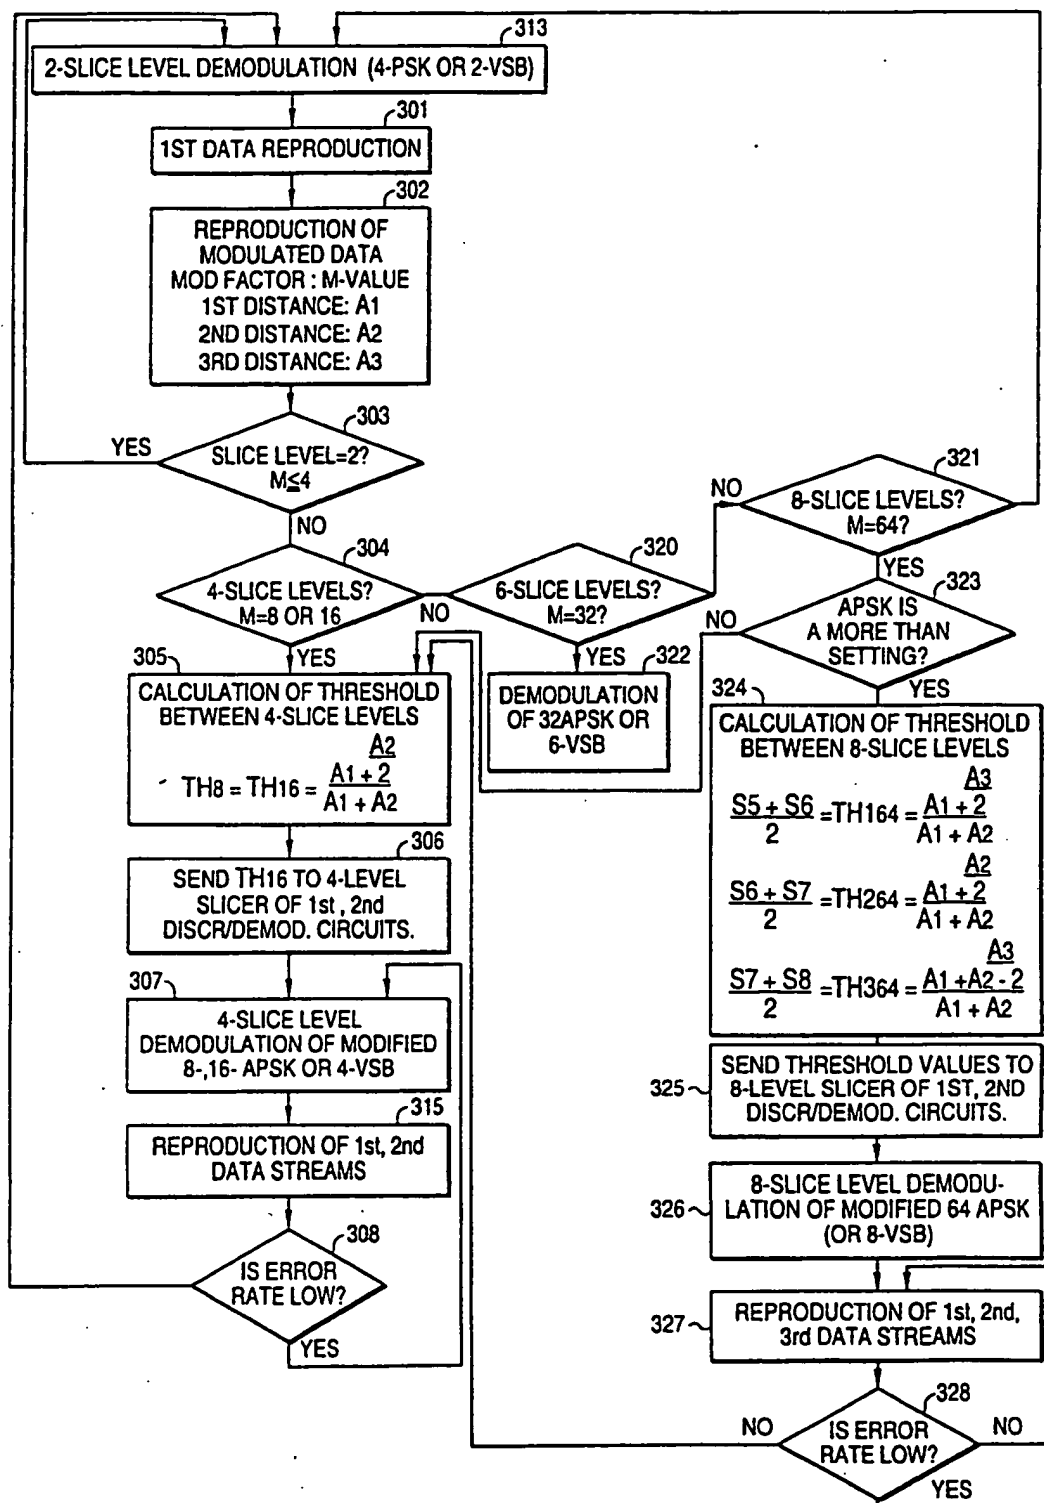 313
2-SLICE LEVEL DEMODULATION (4-PSK OR 2-VSB)
301
1ST DATA REPRODUCTION
302
REPRODUCTION OF
MODULATED DATA
MOD FACTOR : M-VALUE
1ST DISTANCE: A1
2ND DISTANCE: A2
3RD DISTANCE: A3
303
YES
SLICE LEVEL=2?
M≤4
NO
304
4-SLICE LEVELS?
M=8 OR 16
NO
YES
320
6-SLICE LEVELS?
M=32?
NO
YES
321
8-SLICE LEVELS?
M=64?
YES
322
DEMODULATION
OF 32APSK OR
6-VSB
323
APSK IS
A MORE THAN
SETTING?
NO
YES
305
CALCULATION OF THRESHOLD
BETWEEN 4-SLICE LEVELS
A2
TH8 = TH16 = A1 + 2
A1 + A2
306
SEND TH16 TO 4-LEVEL
SLICER OF 1st, 2nd
DISCR/DEMOD. CIRCUITS.
307
4-SLICE LEVEL
DEMODULATION OF MODIFIED
8-,16- APSK OR 4-VSB
315
REPRODUCTION OF 1st, 2nd
DATA STREAMS
308
IS ERROR
RATE LOW?
YES
324
CALCULATION OF THRESHOLD
BETWEEN 8-SLICE LEVELS
A3
S5 + S6 =TH164= A1 + 2
2 A1 + A2
A2
S6 + S7 =TH264= A1 + 2
2 A1 + A2
A3
S7 + S8 =TH364= A1 +A2 - 2
2 A1 + A2
325
SEND THRESHOLD VALUES TO
8-LEVEL SLICER OF 1ST, 2ND
DISCR/DEMOD. CIRCUITS.
326
8-SLICE LEVEL DEMODU-
LATION OF MODIFIED 64 APSK
(OR 8-VSB)
327
REPRODUCTION OF 1st, 2nd,
3rd DATA STREAMS
328
NO
IS ERROR
RATE LOW?
NO
YES